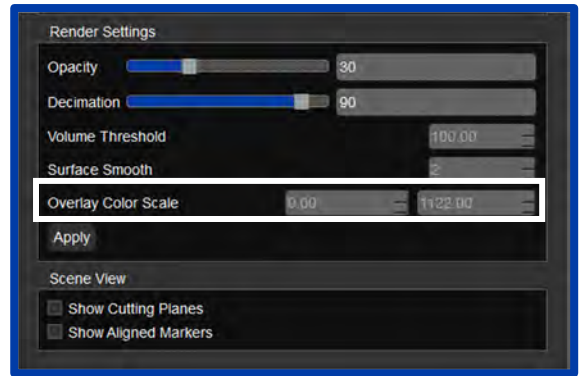 Render Settings
Opacity 30
Decimation 90
Volume Threshold 100.00
Surface Smooth 2
Overlay Color Scale 0.00 1122.00
Apply
Scene View
Show Cutting Planes
Show Aligned Markers